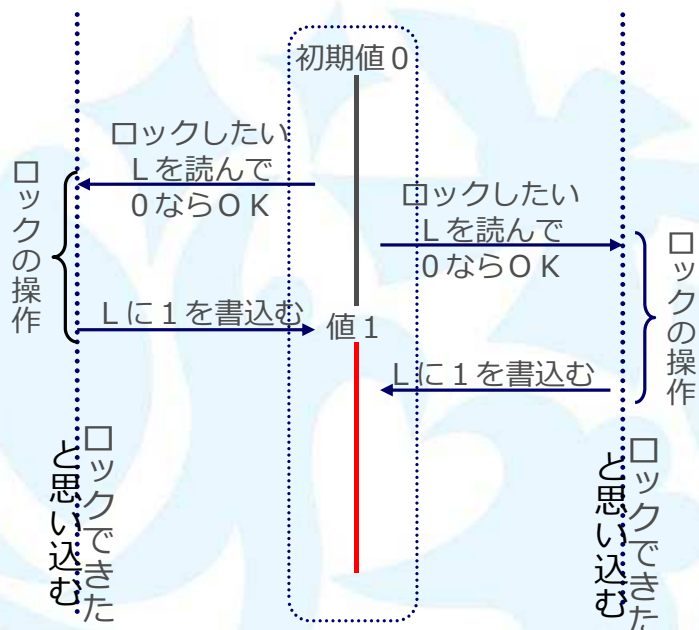 初期値０
ロックしたい
Ｌを読んで
０ならＯＫ
ロックの操作
ロックしたい
Ｌを読んで
０ならＯＫ
ロックの操作
Ｌに１を書込む
値１
Ｌに１を書込む
ロックできた
と思い込む
ロックできた
と思い込む